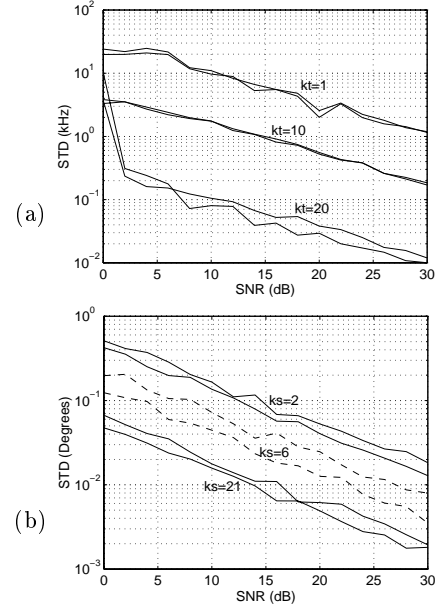 10^2
10^1
10^0
10^-1
10^-2
STD (kHz)
kt=1
kt=10
kt=20
(a)
0 5 10 15 20 25 30
SNR (dB)
10^0
10^-1
10^-2
10^-3
STD (Degrees)
ks=2
ks=6
ks=21
(b)
0 5 10 15 20 25 30
SNR (dB)